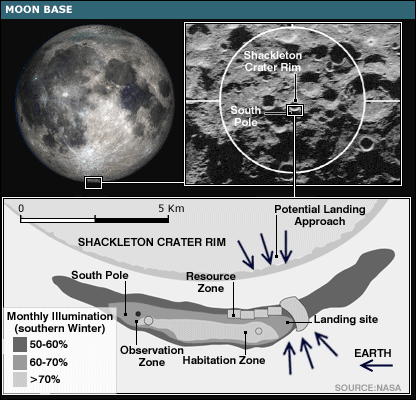 MOON BASE
Shackleton
Crater Rim
South
Pole
0
5 Km
Potential Landing
Approach
SHACKLETON CRATER RIM
South Pole
Resource
Zone
Monthly Illumination
(southern Winter)
50-60%
60-70%
>70%
Observation
Zone
Habitation Zone
Landing site
EARTH
SOURCE:NASA